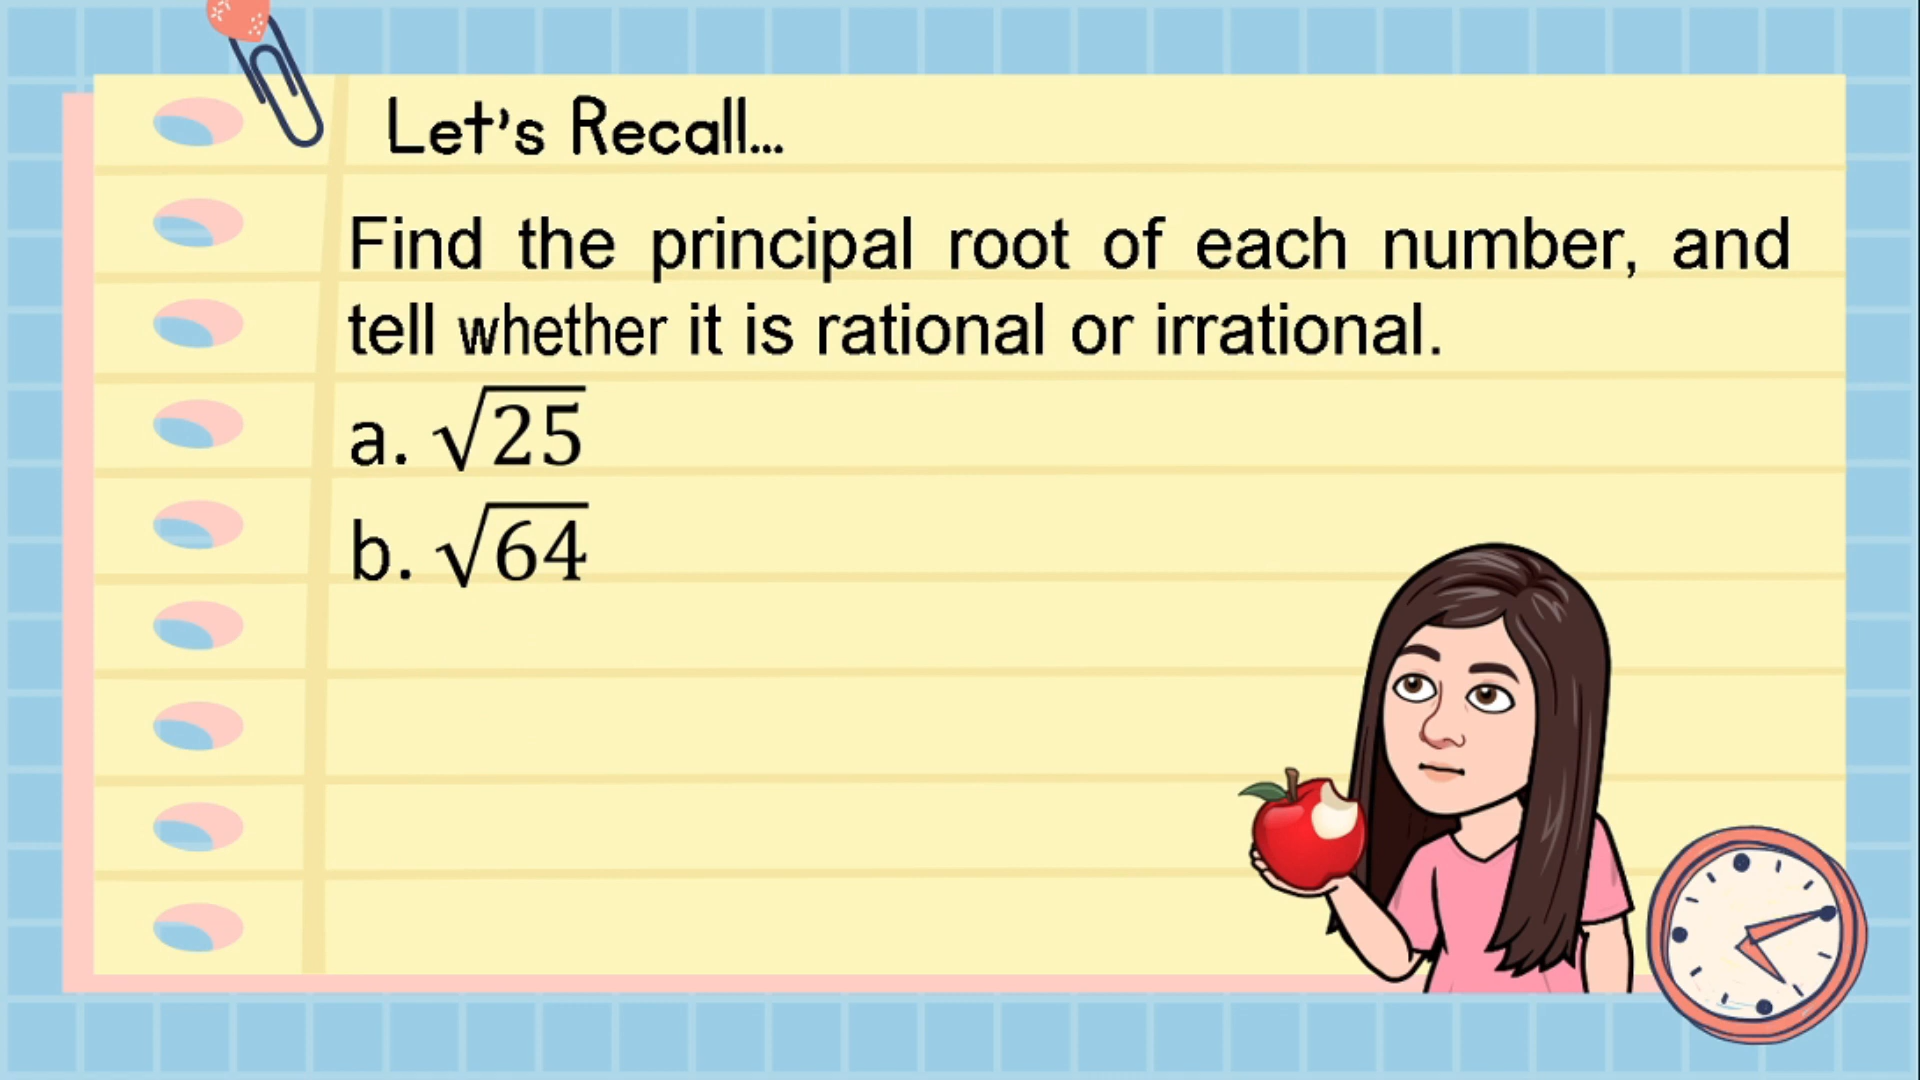 Let's Recall...
Find the principal root of each number, and
tell whether it is rational or irrational.
a. √25
b. √64